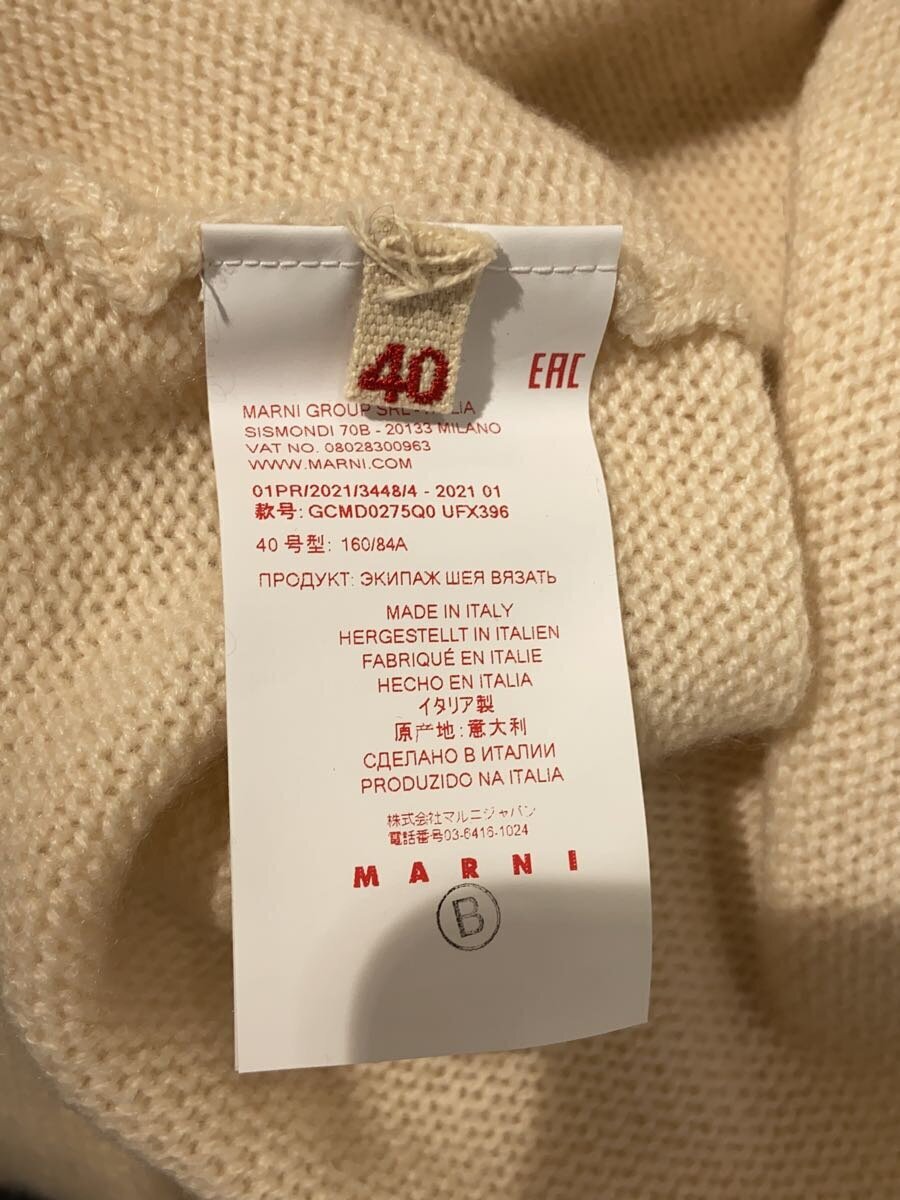 40
EAC
MARNI GROUP SRL -
SISMONDI 70B - 20133 MILANO
VAT NO. 08028300963
WWW.MARNI.COM
01PR/2021/3448/4 - 2021 01
款号: GCMD0275Q0 UFX396
40 号型: 160/84A
ПРОДУКТ: ЭКИПАЖ ШЕЯ ВЯЗАТЬ
MADE IN ITALY
HERGESTELLT IN ITALIEN
FABRIQUÉ EN ITALIE
HECHO EN ITALIA
イタリア製
原产地: 意大利
СДЕЛАНО В ИТАЛИИ
PRODUZIDO NA ITALIA
株式会社マルニジャパン
電話番号03-6416-1024
MARNI
B